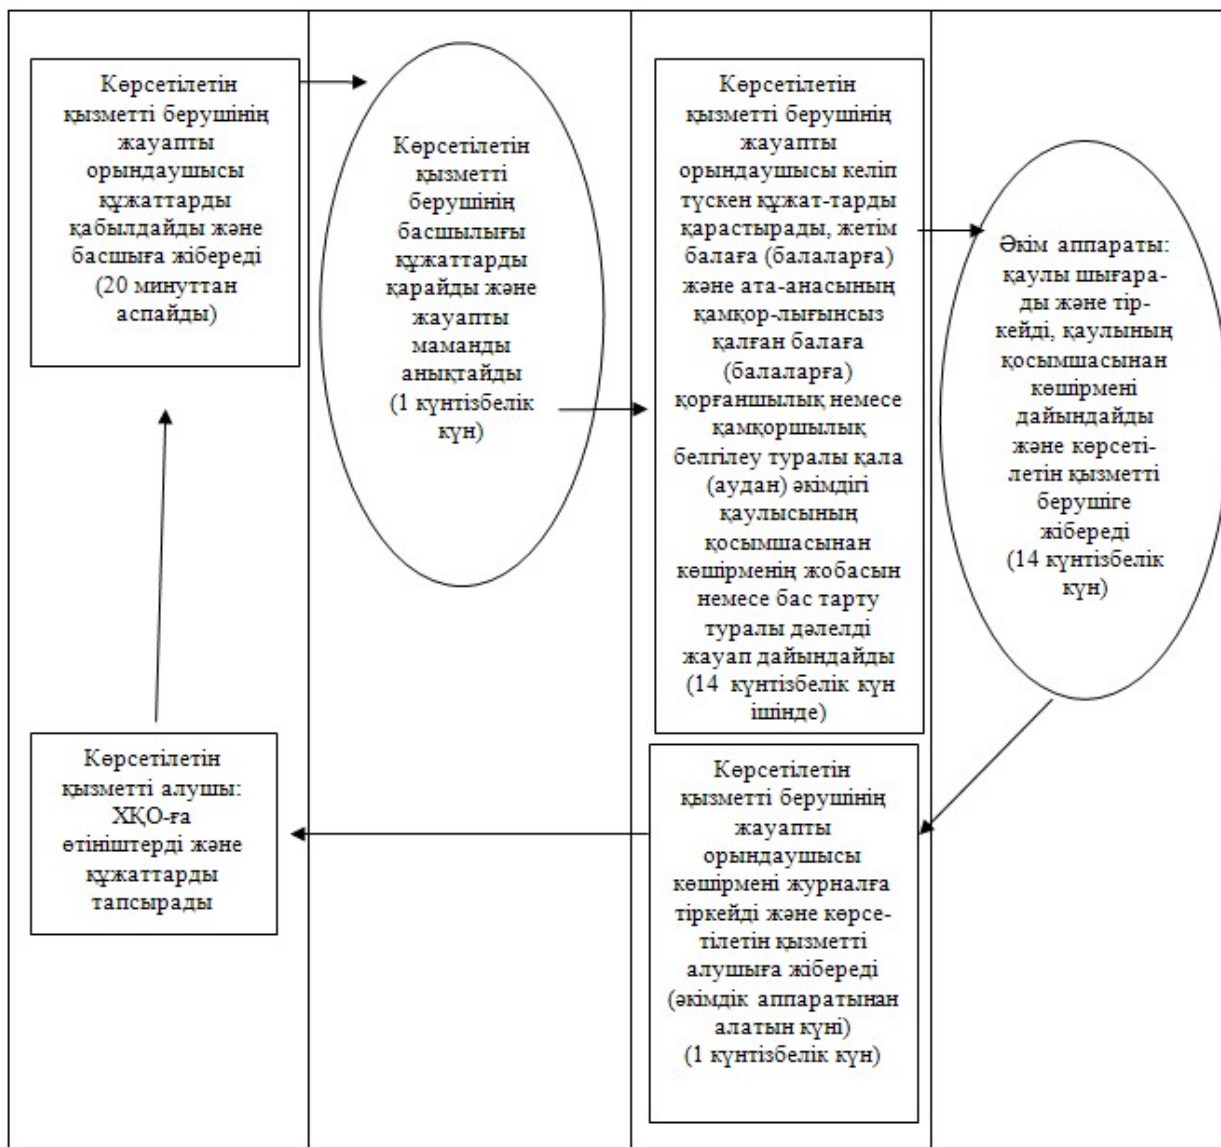 Көрсетілетін
қызметті берушінің
жауапты
орындаушысы
құжаттарды
қабылдайды және
басшыға жібереді
(20 минуттан
аспайды)
Көрсетілетін
қызметті
берушінің
басшылығы
құжаттарды
қарайды және
жауапты
маманды
анықтайды
(1 күнтізбелік
күн)
Көрсетілетін
қызметті берушінің
жауапты
орындаушысы келіп
түскен құжат-тарды
қарастырады, жетім
балаға (балаларға)
және ата-анасының
қамқор-лығынсыз
қалған балаға
(балаларға)
қорғаншылық немесе
қамқоршылық
белгілеу туралы қала
(аудан) әкімдігі
қаулысының
қосымшасынан
көшірменің жобасын
немесе бас тарту
туралы дәлелді
жауап дайындайды
(14 күнтізбелік күн
ішінде)
Әкім аппараты:
қаулы шығара-
ды және тір-
кейді, қаулының
қосымшасынан
көшірмені
дайындайды
және көрсеті-
летін қызметті
берушіге
жібереді
(14 күнтізбелік
күн)
Көрсетілетін
қызметті алушы:
ХҚО-ға
өтініштерді және
құжаттарды
тапсырады
Көрсетілетін
қызметті берушінің
жауапты
орындаушысы
көшірмені журналға
тіркейді және көрсе-
тілетін қызметті
алушыға жібереді
(әкімдік аппаратынан
алатын күні)
(1 күнтізбелік күн)